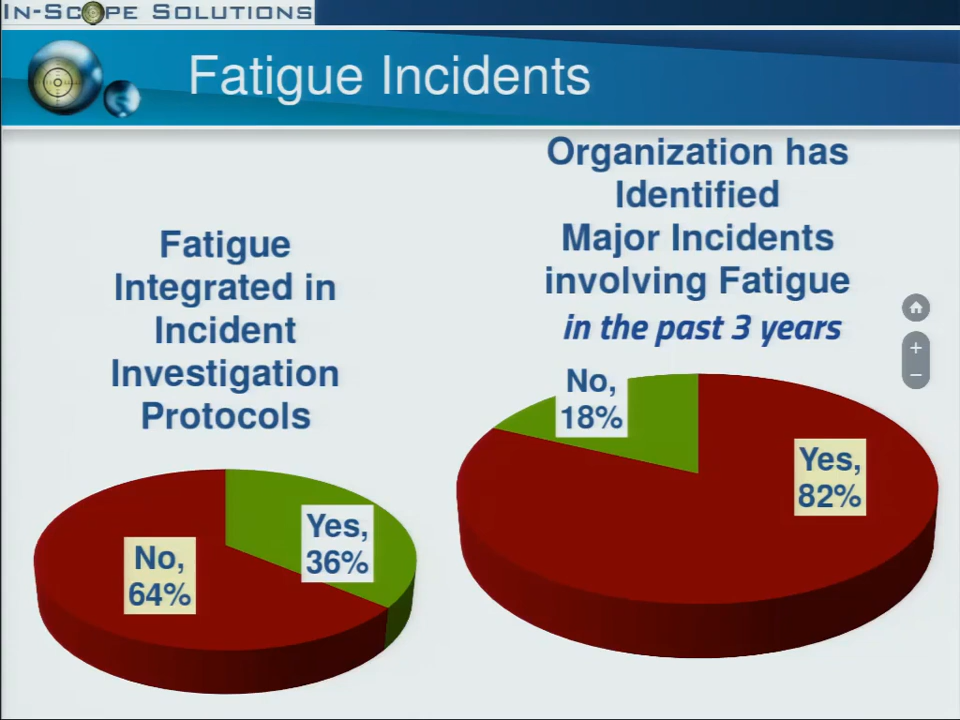 IN-SCOPE SOLUTIONS
Fatigue Incidents
Fatigue
Integrated in
Incident
Investigation
Protocols
No,
64%
Yes,
36%
Organization has
Identified
Major Incidents
involving Fatigue
in the past 3 years
No,
18%
Yes,
82%